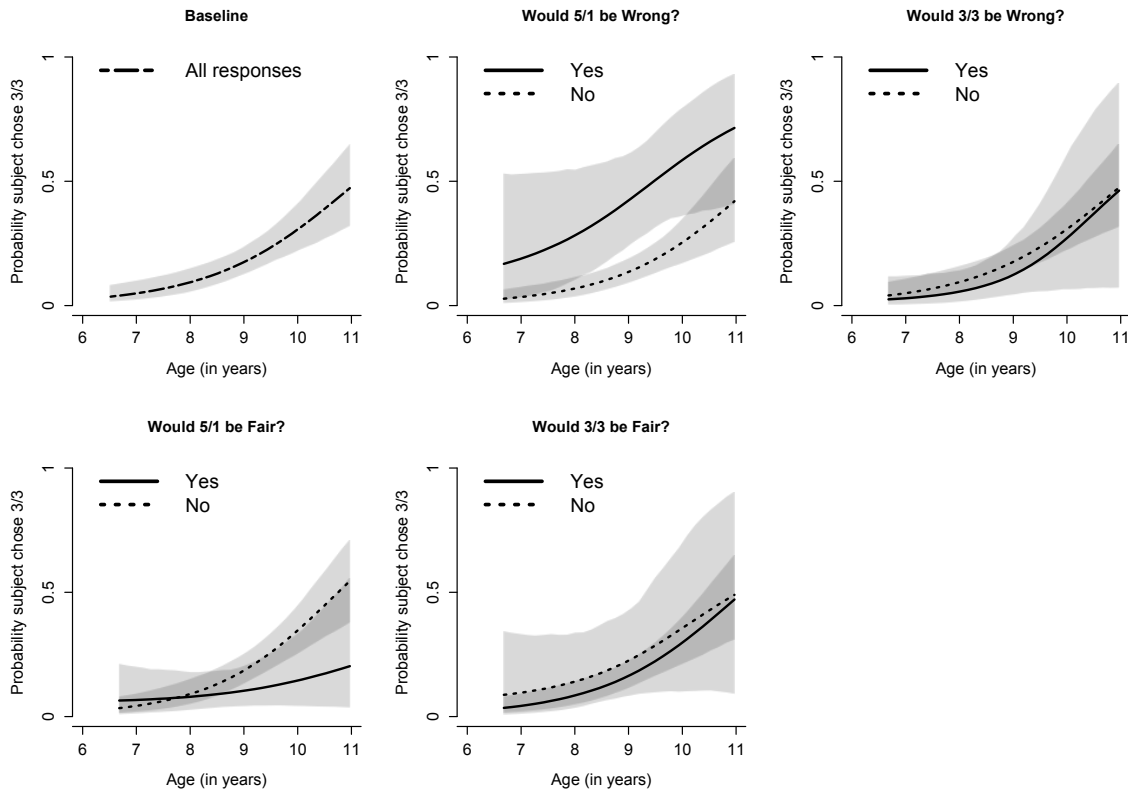 Baseline
Probability subject chose 3/3
0 0.5 1
All responses
6 7 8 9 10 11
Age (in years)
Would 5/1 be Wrong?
Probability subject chose 3/3
0 0.5 1
Yes
No
6 7 8 9 10 11
Age (in years)
Would 3/3 be Wrong?
Probability subject chose 3/3
0 0.5 1
Yes
No
6 7 8 9 10 11
Age (in years)
Would 5/1 be Fair?
Probability subject chose 3/3
0 0.5 1
Yes
No
6 7 8 9 10 11
Age (in years)
Would 3/3 be Fair?
Probability subject chose 3/3
0 0.5 1
Yes
No
6 7 8 9 10 11
Age (in years)